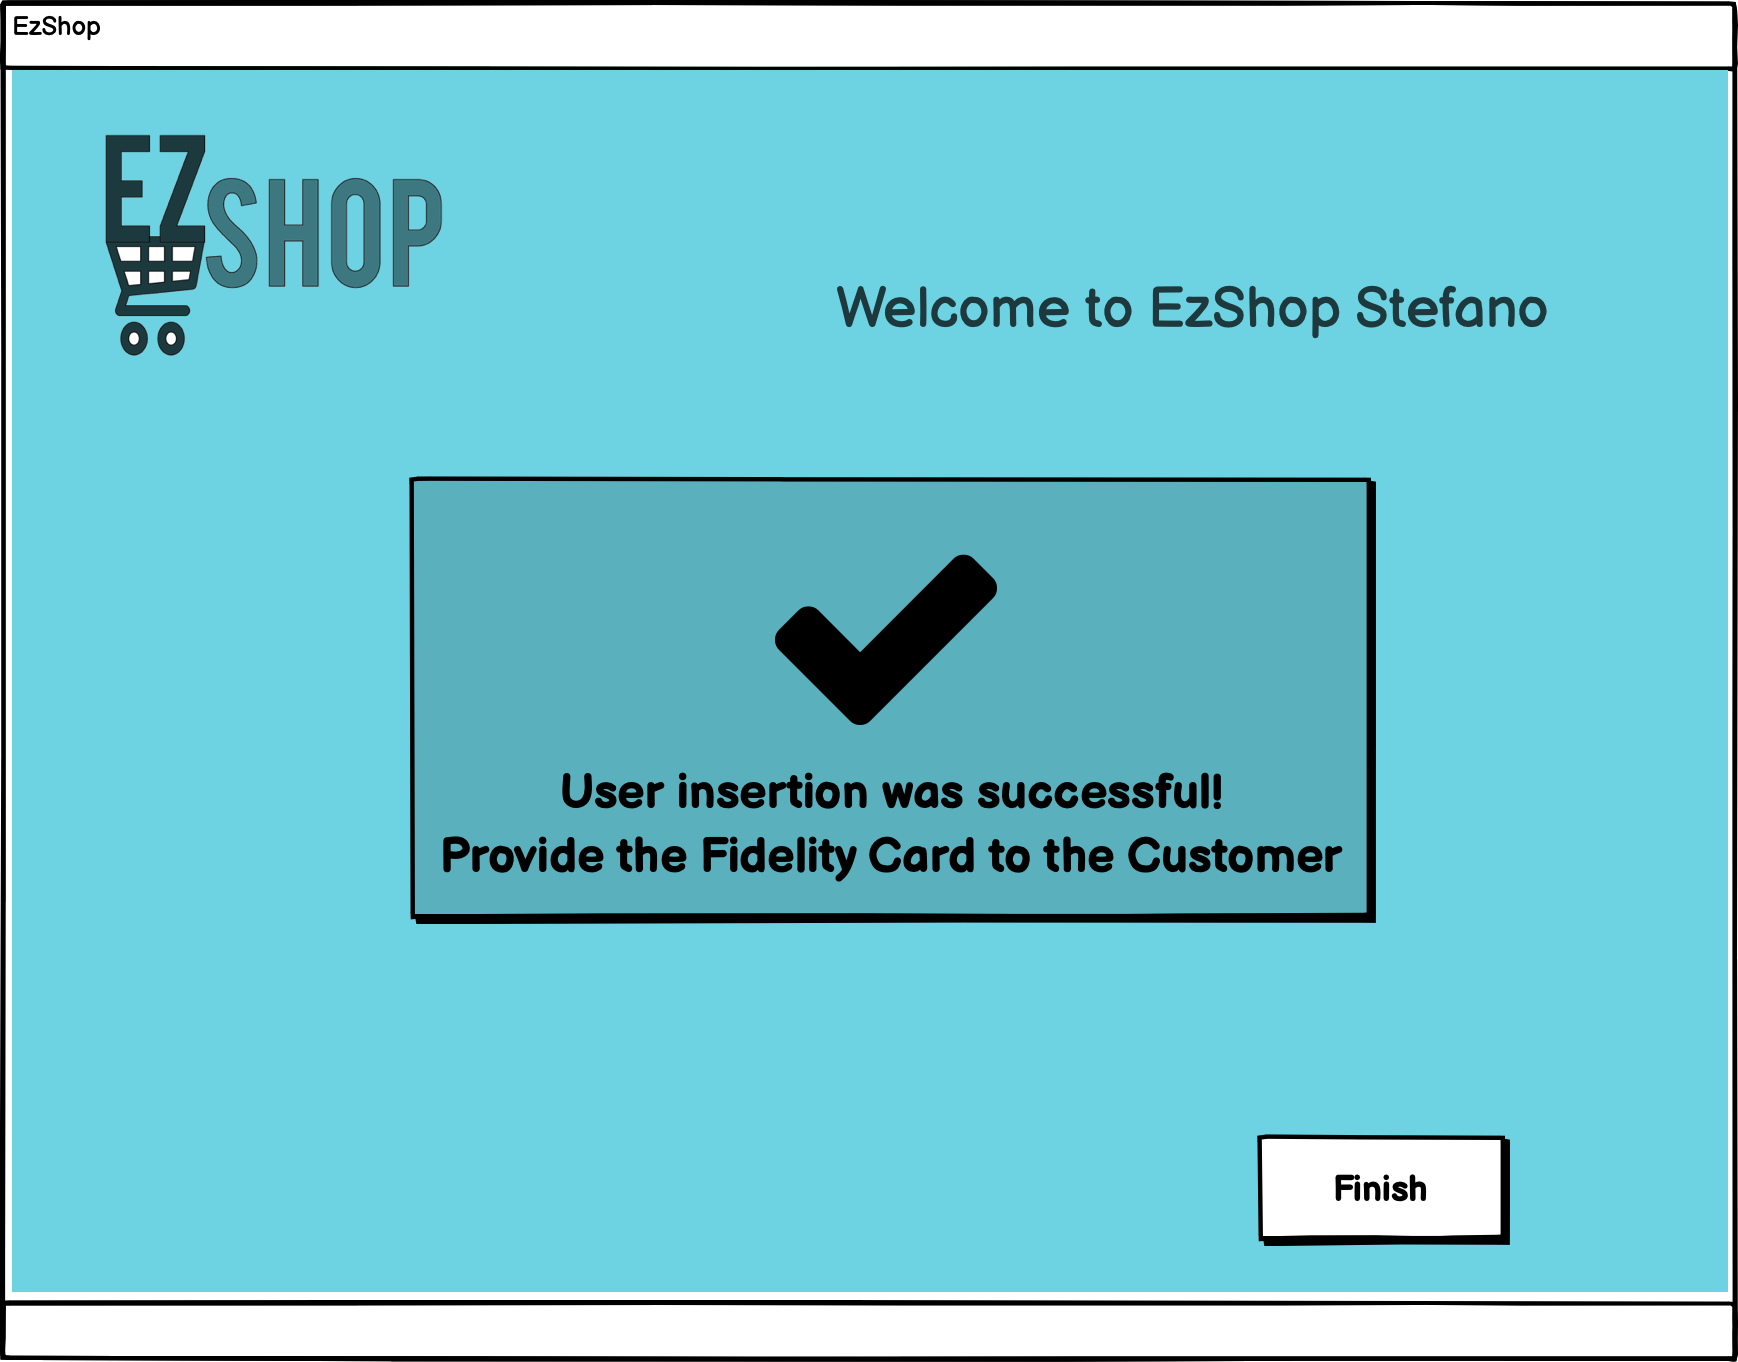 EzShop
EZSHOP
Welcome to EzShop Stefano
User insertion was successful!
Provide the Fidelity Card to the Customer
Finish